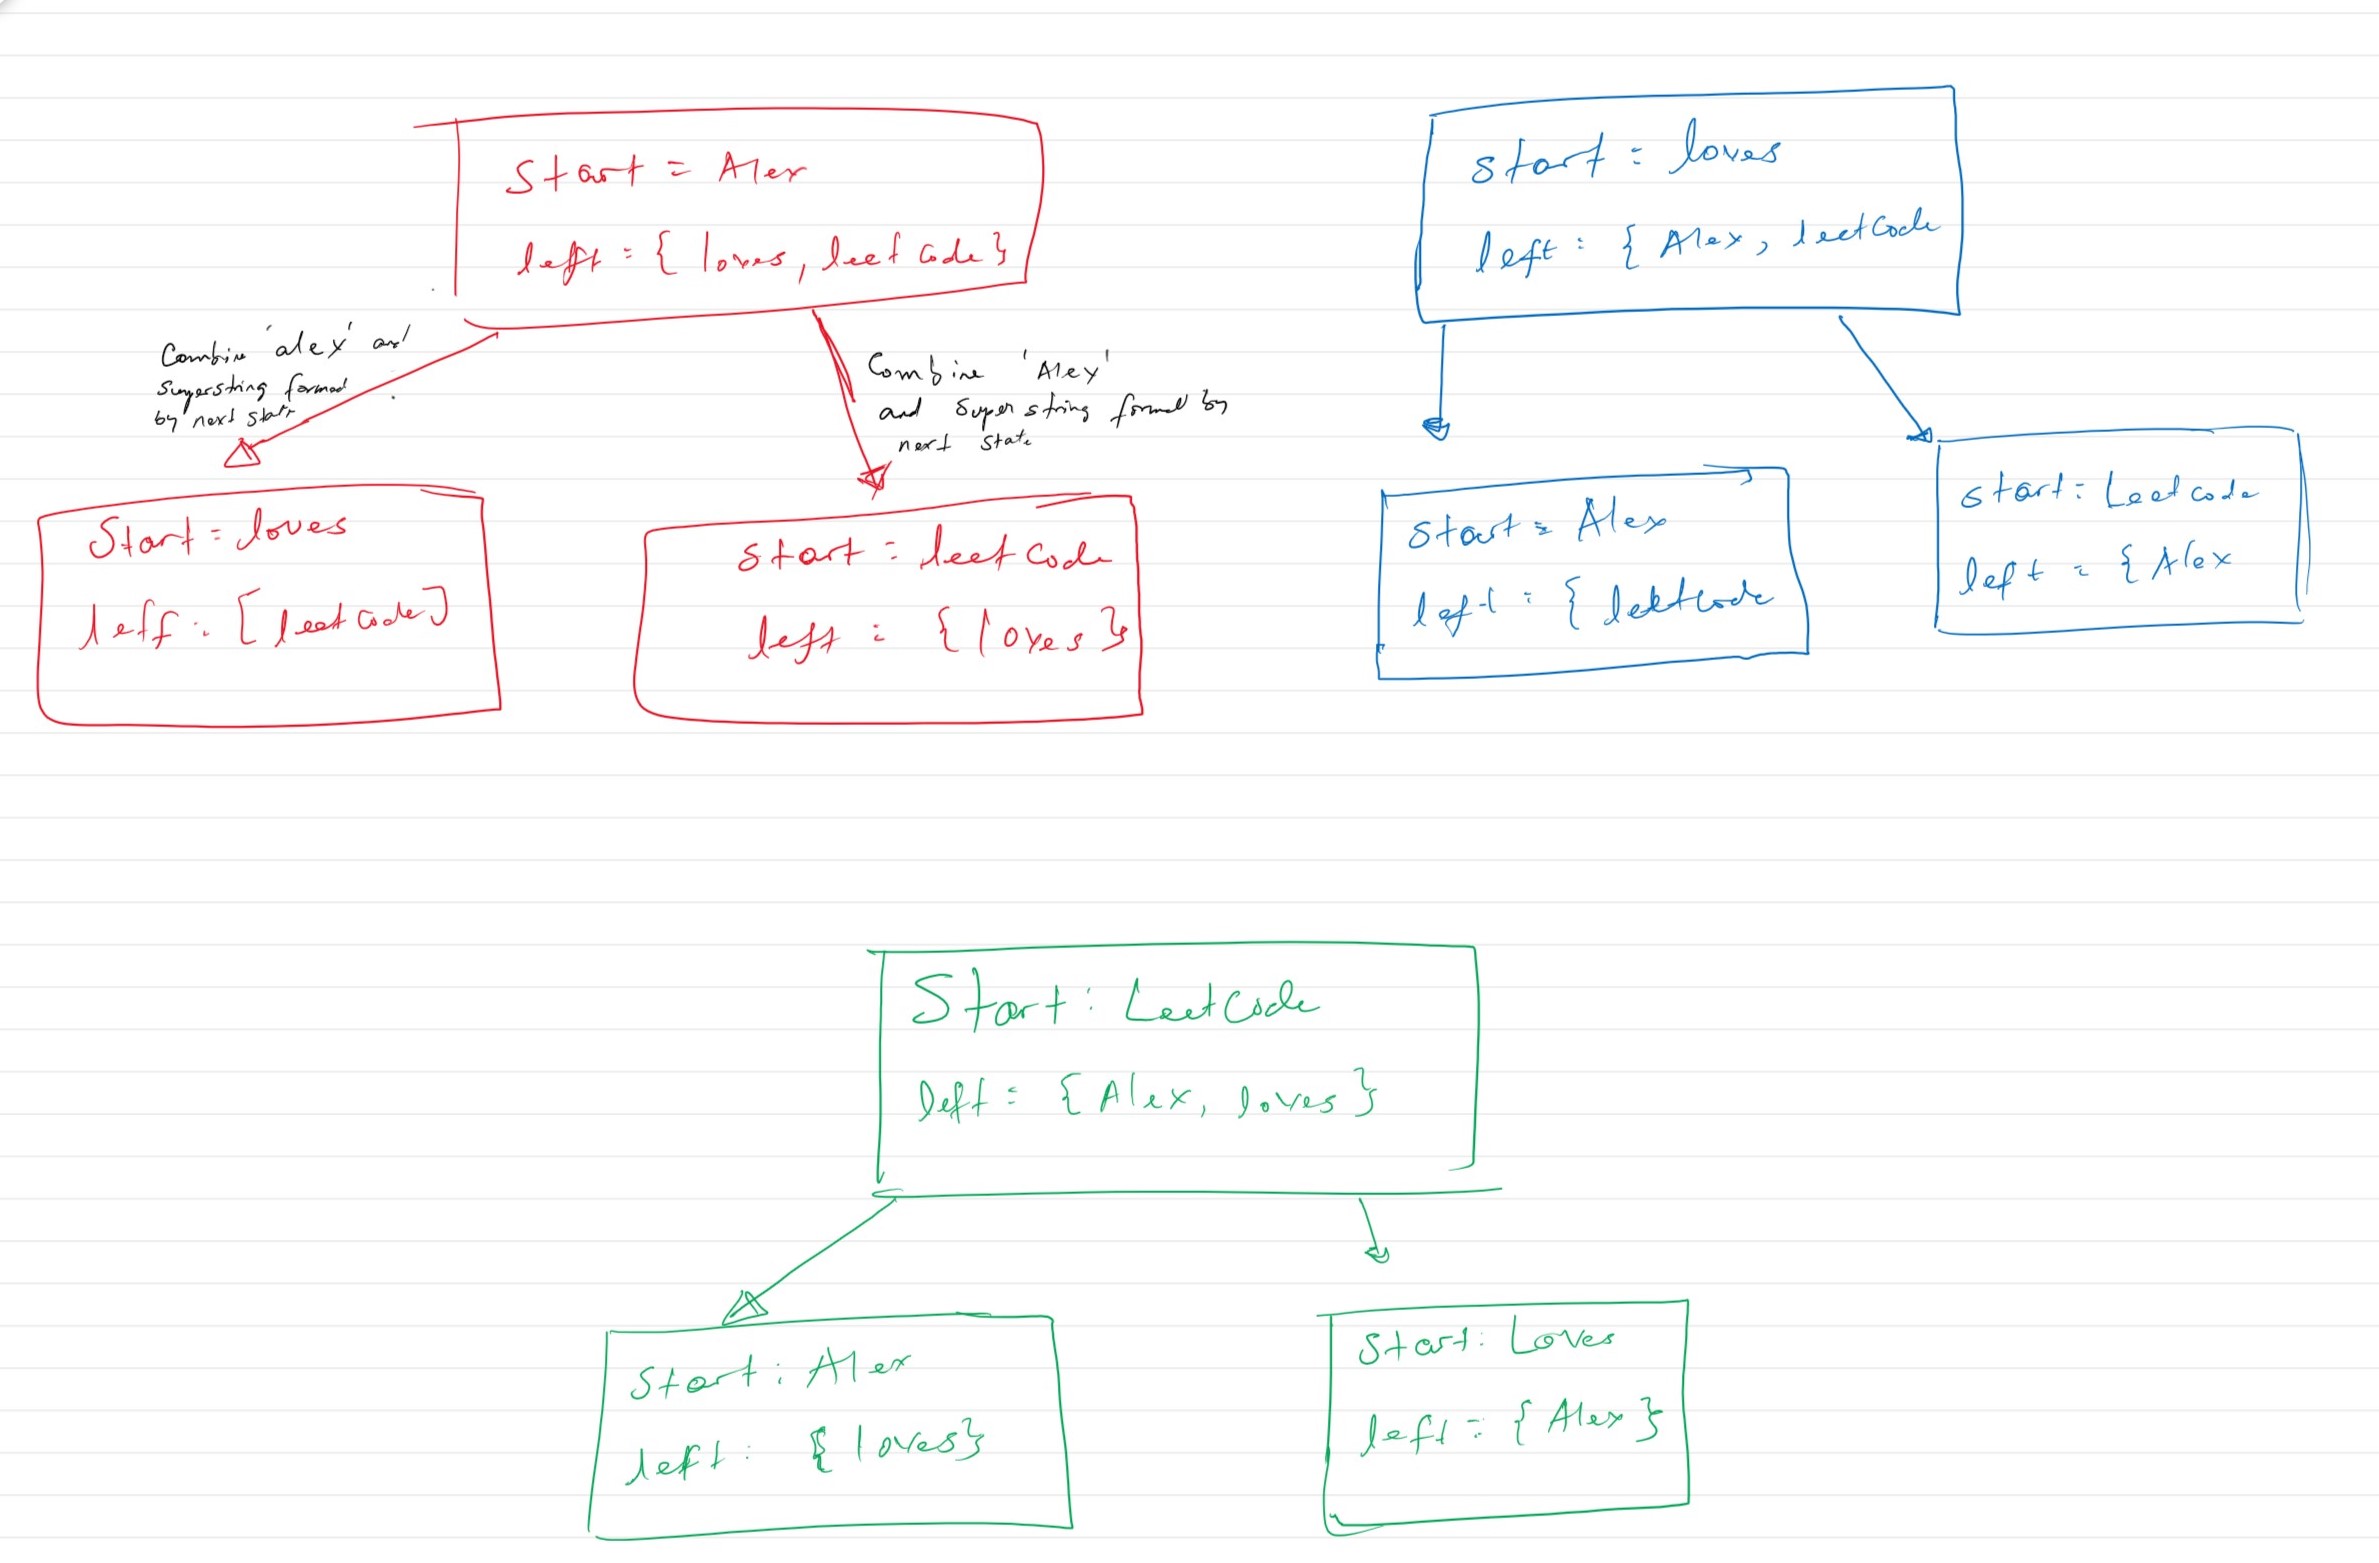 Start = Alex
left = { loves, leetCode }
Combine 'alex' and
superstring formed
by next state
Combine 'Alex'
and superstring formed by
next state
Start = loves
left = [ leetCode ]
Start = leetCode
left = { loves }
start = loves
left = { Alex, leetCode
start = Alex
left = { leetcode
start = Leetcode
left = { Alex
Start : LeetCode
left = { Alex, loves }
Start : Alex
left : { loves }
Start : Loves
left = { Alex }